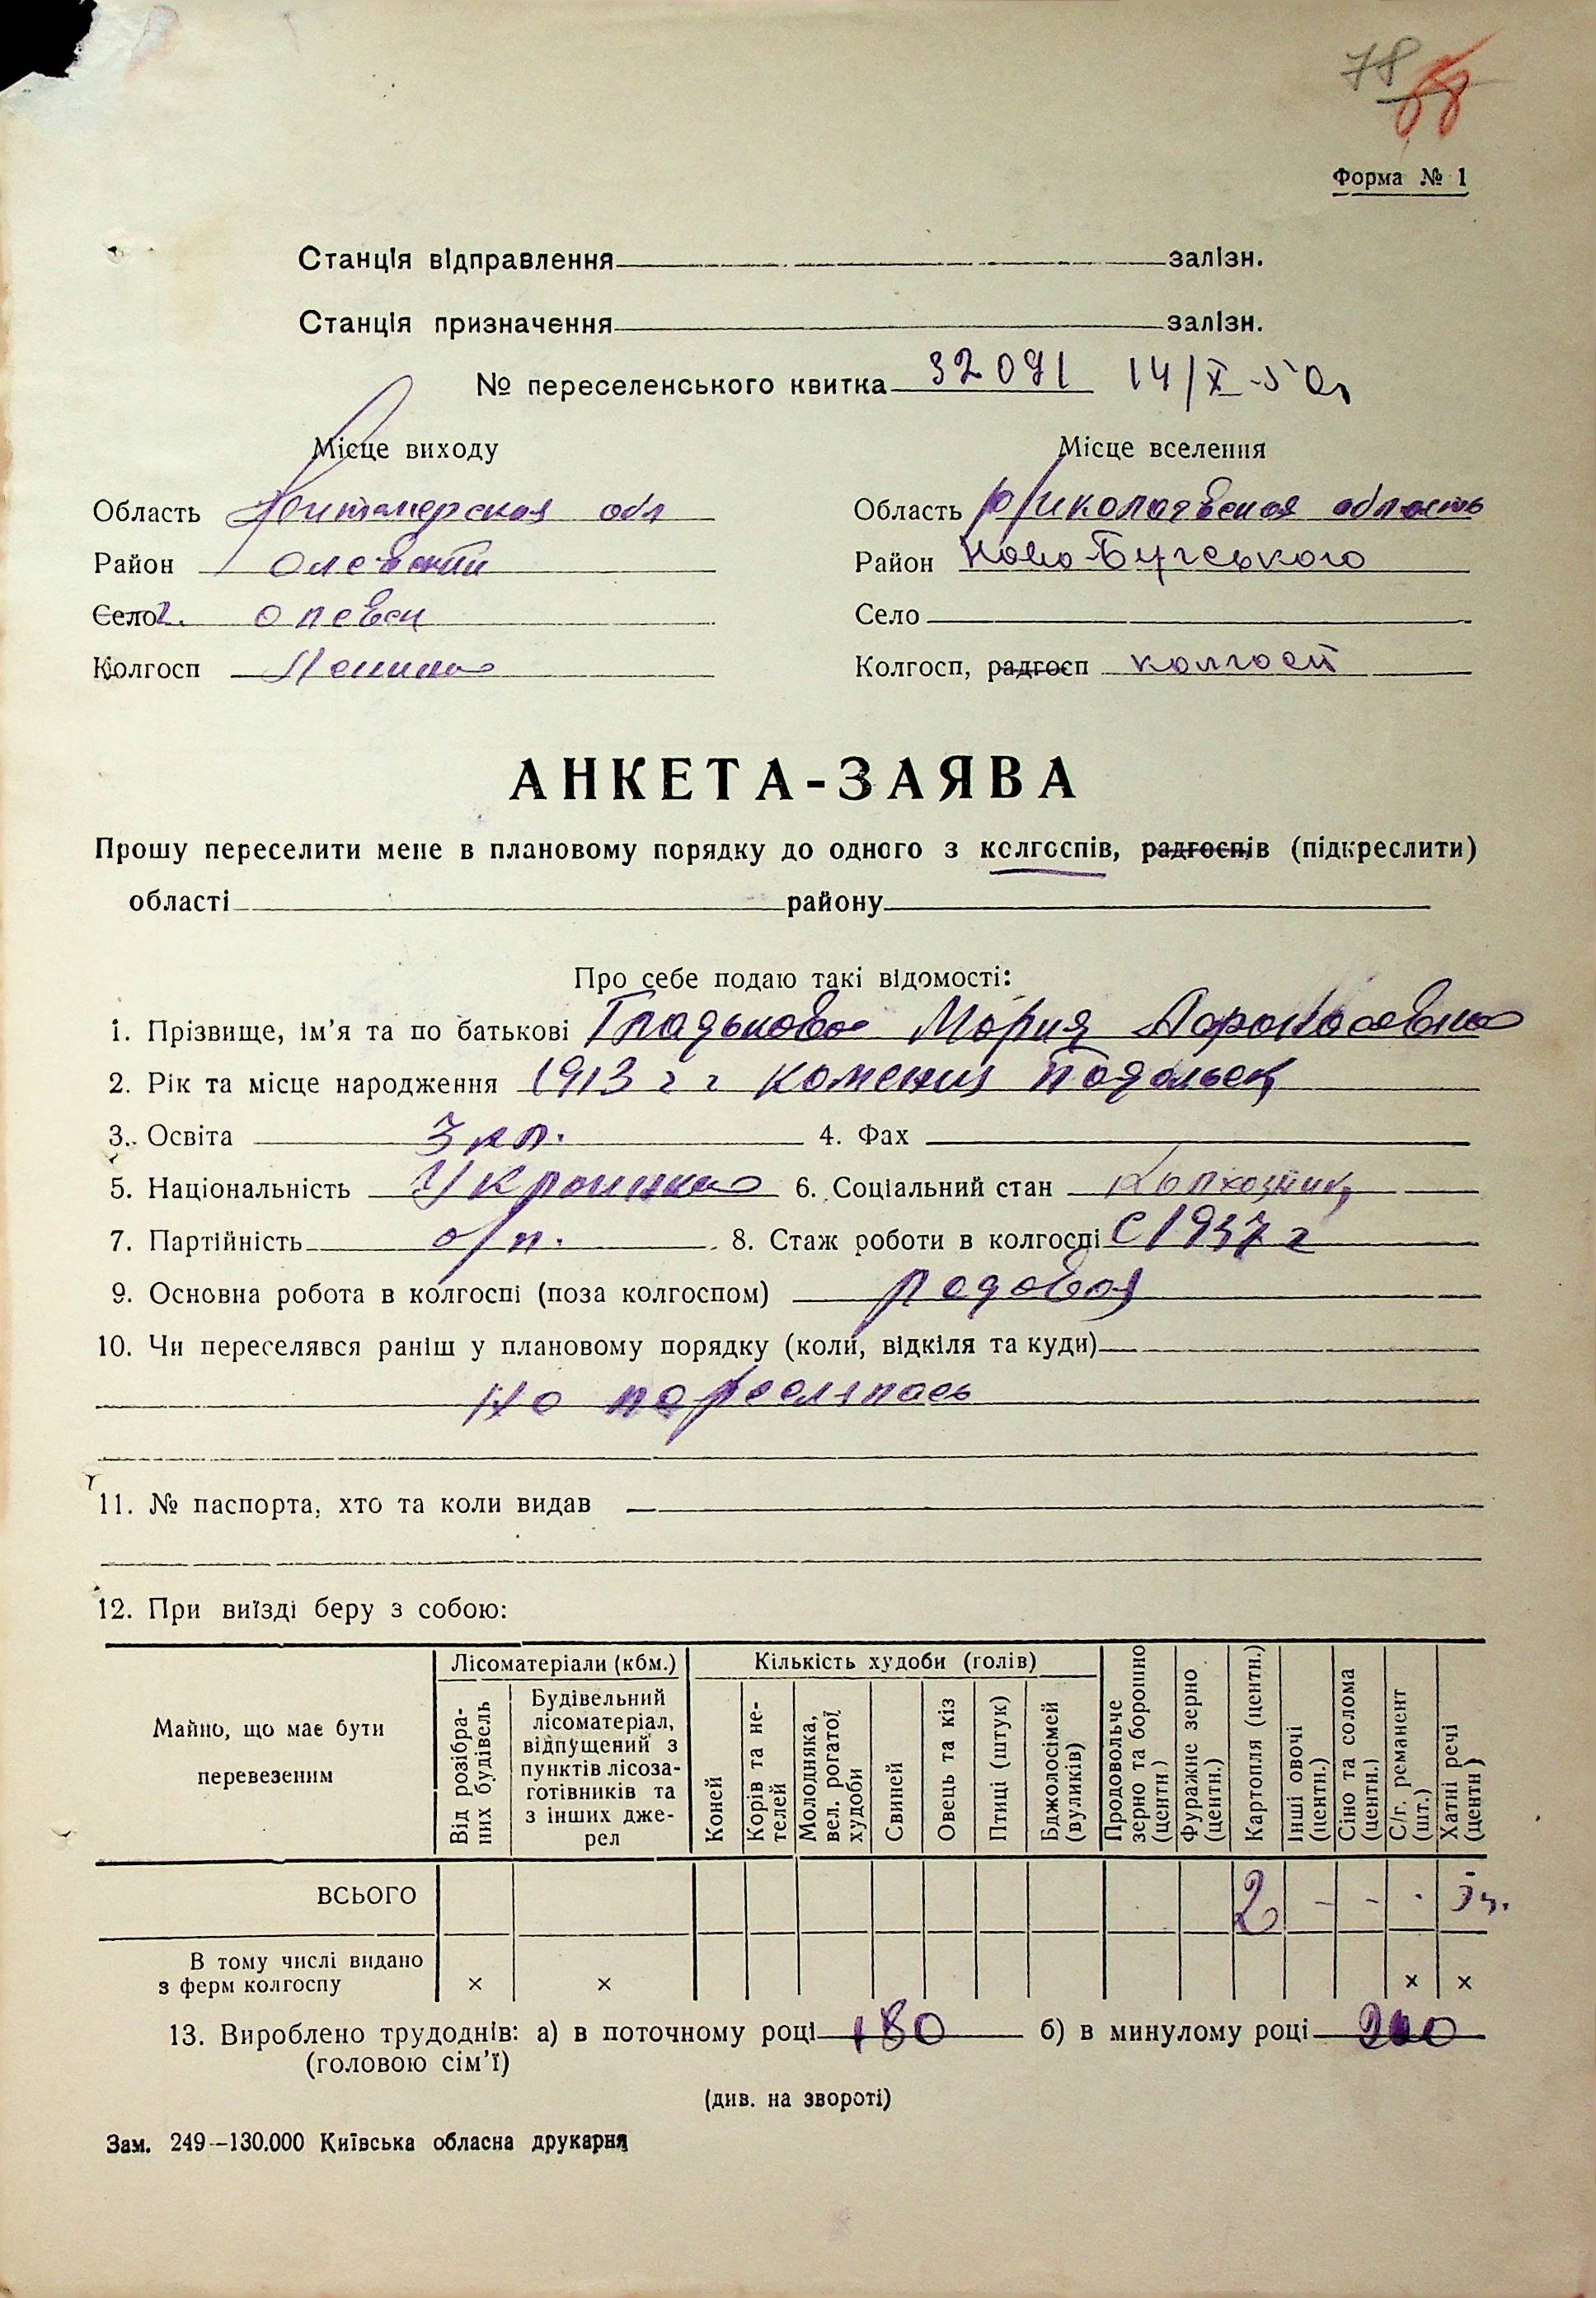 78 68
Форма № 1
Станція відправлення залізн.
Станція призначення залізн.
№ переселенського квитка 32091 14/X-50г
Місце виходу Місце вселення
Область Житомерская обл Область Николаевская область
Район Олевский Район Ново-Бугського
Село г. Олевск Село
Колгосп Ленина Колгосп, радгосп колгосп
АНКЕТА-ЗАЯВА
Прошу переселити мене в плановому порядку до одного з колгоспів, радгоспів (підкреслити)
області району
Про себе подаю такі відомості:
1. Прізвище, ім'я та по батькові Гладькова Мария Афонасовна
2. Рік та місце народження 1913 г г Каменец Подольск
3. Освіта 3 кл. 4. Фах
5. Національність Украинка 6. Соціальний стан Колхозниц
7. Партійність б/п. 8. Стаж роботи в колгоспі С 1937 г
9. Основна робота в колгоспі (поза колгоспом) рядовая
10. Чи переселявся раніш у плановому порядку (коли, відкіля та куди)
Не переселялась
11. № паспорта, хто та коли видав
12. При виїзді беру з собою:
Майно, що має бути перевезеним
Лісоматеріали (кбм.)
Від розібраних будівель
Будівельний лісоматеріал, відпущений з пунктів лісозаготівників та з інших джерел
Кількість худоби (голів)
Коней
Корів та нетелей
Молодняка, вел. рогатої худоби
Свиней
Овець та кіз
Птиці (штук)
Бджолосімей (вуликів)
Продовольче зерно та борошно (центн)
Фуражне зерно (центн.)
Картопля (центн.)
Інші овочі (центн.)
Сіно та солома (центн.)
С/г. реманент (шт.)
Хатні речі (центн)
ВСЬОГО 2 - - ·
В тому числі видано
з ферм колгоспу × × × ×
13. Вироблено трудоднів: а) в поточному році 180 б) в минулому році 200
(головою сім'ї)
(див. на звороті)
Зам. 249—130.000 Київська обласна друкарня